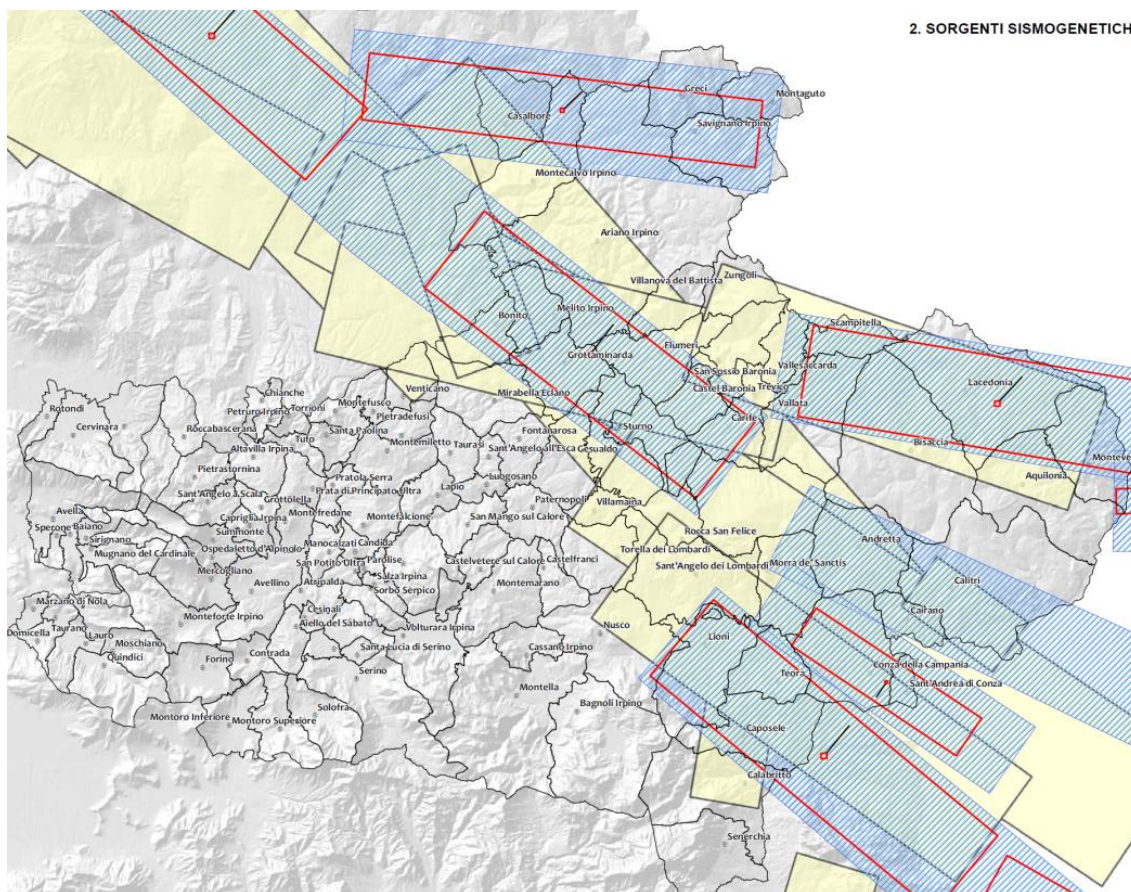 2. SORGENTI SISMOGENETICH
Greci
Montaguto
Casalbore
Savignano Irpino
Montecalvo Irpino
Ariano Irpino
Zungoli
Villanova del Battista
Melito Irpino
Bonito
Scampitella
Flumeri
Grottaminarda
Vallesaccarda
San Sossio Baronia
Lacedonia
Castel Baronia
Trevico
Vallata
Mirabella Eclano
Carife
Sturno
Bisaccia
Monteve
Aquilonia
Venticano
Chianche
Montefusco
Rotondi
Petruro Irpino
Torrioni
Pietradefusi
Cervinara
Roccabascerana
Santa Paolina
Fontanarosa
Montemiletto
Taurasi
Sant'Angelo all'Esca
Gesualdo
Altavilla Irpina
Tufo
Pietrastornina
Pratola Serra
Luogosano
Lapio
Prata di Principato Ultra
Sant'Angelo a Scala
Grottolella
Paternopoli
Villamaina
Avella
Montefredane
Capriglia Irpina
Montefalcione
San Mango sul Calore
Sperone
Baiano
Summonte
Rocca San Felice
Sirignano
Andretta
Mugnano del Cardinale
Ospedaletto d'Alpinolo
Manocalzati
Candida
Torella dei Lombardi
San Potito Ultra
Parolise
Castelvetere sul Calore
Castelfranci
Sant'Angelo dei Lombardi
Morra de' Sanctis
Mercogliano
Avellino
Atripalda
Salza Irpina
Montemarano
Calitri
Sorbo Serpico
Marzano di Nola
Cesinali
Cairano
Monteforte Irpino
Aiello del Sabato
Nusco
Domicella
Taurano
Lauro
Volturara Irpina
Lioni
Moschiano
Santa Lucia di Serino
Cassano Irpino
Quindici
Forino
Contrada
Serino
Conza della Campania
Teora
Montella
Sant'Andrea di Conza
Bagnoli Irpino
Solofra
Montoro Inferiore
Montoro Superiore
Caposele
Calabritto
Senerchia